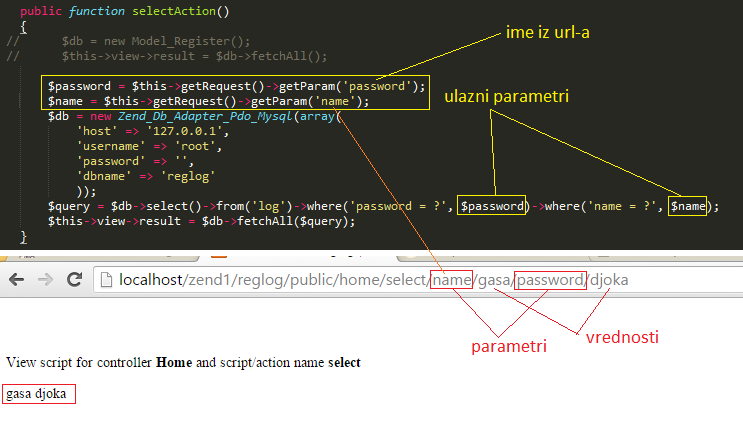 public function selectAction()
{
// $db = new Model_Register();
// $this->view->result = $db->fetchAll();
ime iz url-a
$password = $this->getRequest()->getParam('password');
$name = $this->getRequest()->getParam('name');
ulazni parametri
$db = new Zend_Db_Adapter_Pdo_Mysql(array(
'host' => '127.0.0.1',
'username' => 'root',
'password' => '',
'dbname' => 'reglog'
));
$query = $db->select()->from('log')->where('password = ?', $password)->where('name = ?', $name);
$this->view->result = $db->fetchAll($query);
}
localhost/zend1/reglog/public/home/select/name/gasa/password/djoka
parametri
vrednosti
View script for controller Home and script/action name select
gasa djoka